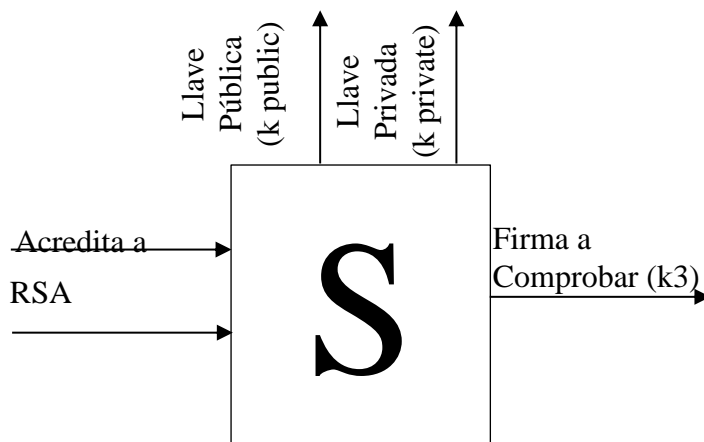 Llave
Pública
(k public)
Llave
Privada
(k private)
Acredita a
RSA
S
Firma a
Comprobar (k3)